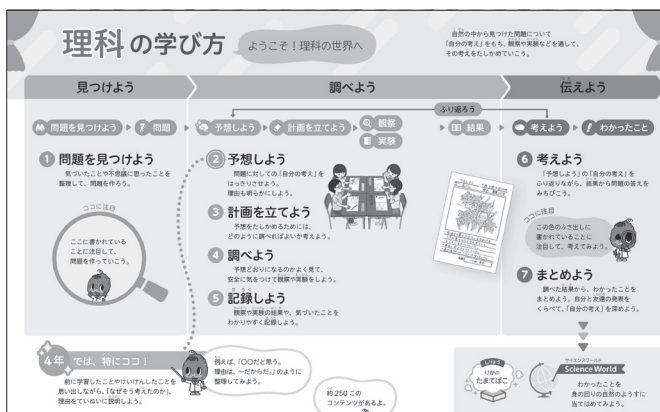 理科の学び方
ようこそ!理科の世界へ
自然の中から見つけた問題について
「自分の考え」をもち、観察や実験などを通して、
その考えをたしかめていこう。
見つけよう
調べよう
伝えよう
ふり返ろう
問題を見つけよう
問題
予想しよう
計画を立てよう
観察
実験
結果
考えよう
わかったこと
1 問題を見つけよう
気づいたことや不思議に思ったことを
整理して、問題を作ろう。
ココに注目
ここに書かれている
ことに注目して、
問題を作っていこう。
2 予想しよう
問題に対しての「自分の考え」を
はっきりさせよう。
理由も明らかにしよう。
3 計画を立てよう
予想をたしかめるためには、
どのように調べればよいか考えよう。
4 調べよう
予想どおりになるのかよく見て、
安全に気をつけて観察や実験をしよう。
5 記録しよう
観察や実験の結果や、気づいたことを
わかりやすく記録しよう。
6 考えよう
「予想しよう」の「自分の考え」を
ふり返りながら、結果から問題の答えを
みちびこう。
ココに注目
この色のふき出しに
書かれていることに
注目して、考えてみよう。
7 まとめよう
調べた結果から、わかったことを
まとめよう。自分と友達の発表を
くらべて、「自分の考え」を深めよう。
4年 では、特にココ!
前に学習したことやけいけんしたことを
思い出しながら、「なぜそう考えたのか」、
理由をていねいに説明しよう。
例えば、「〇〇だと思う。
理由は、~だからだ。」のように
整理してみよう。
約250この
コンテンツがあるよ。
しりょう
りかの
たまてばこ
サイエンスワールド
Science World
わかったことを
身の回りの自然のようすに
当てはめてみよう。